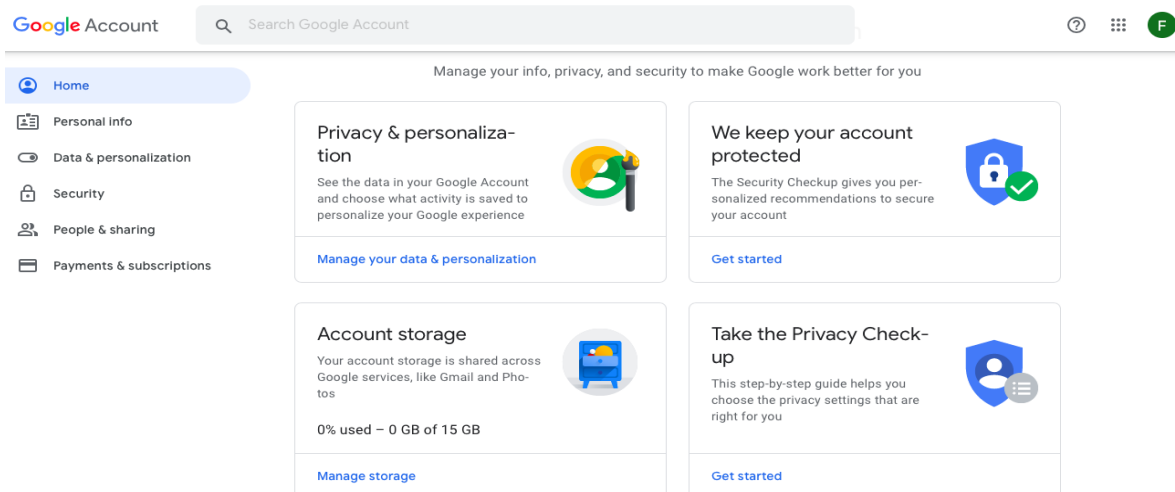 Google Account
Search Google Account
F
Home
Personal info
Data & personalization
Security
People & sharing
Payments & subscriptions
Manage your info, privacy, and security to make Google work better for you
Privacy & personaliza-
tion
See the data in your Google Account
and choose what activity is saved to
personalize your Google experience
Manage your data & personalization
We keep your account
protected
The Security Checkup gives you per-
sonalized recommendations to secure
your account
Get started
Account storage
Your account storage is shared across
Google services, like Gmail and Pho-
tos
0% used – 0 GB of 15 GB
Manage storage
Take the Privacy Check-
up
This step-by-step guide helps you
choose the privacy settings that are
right for you
Get started